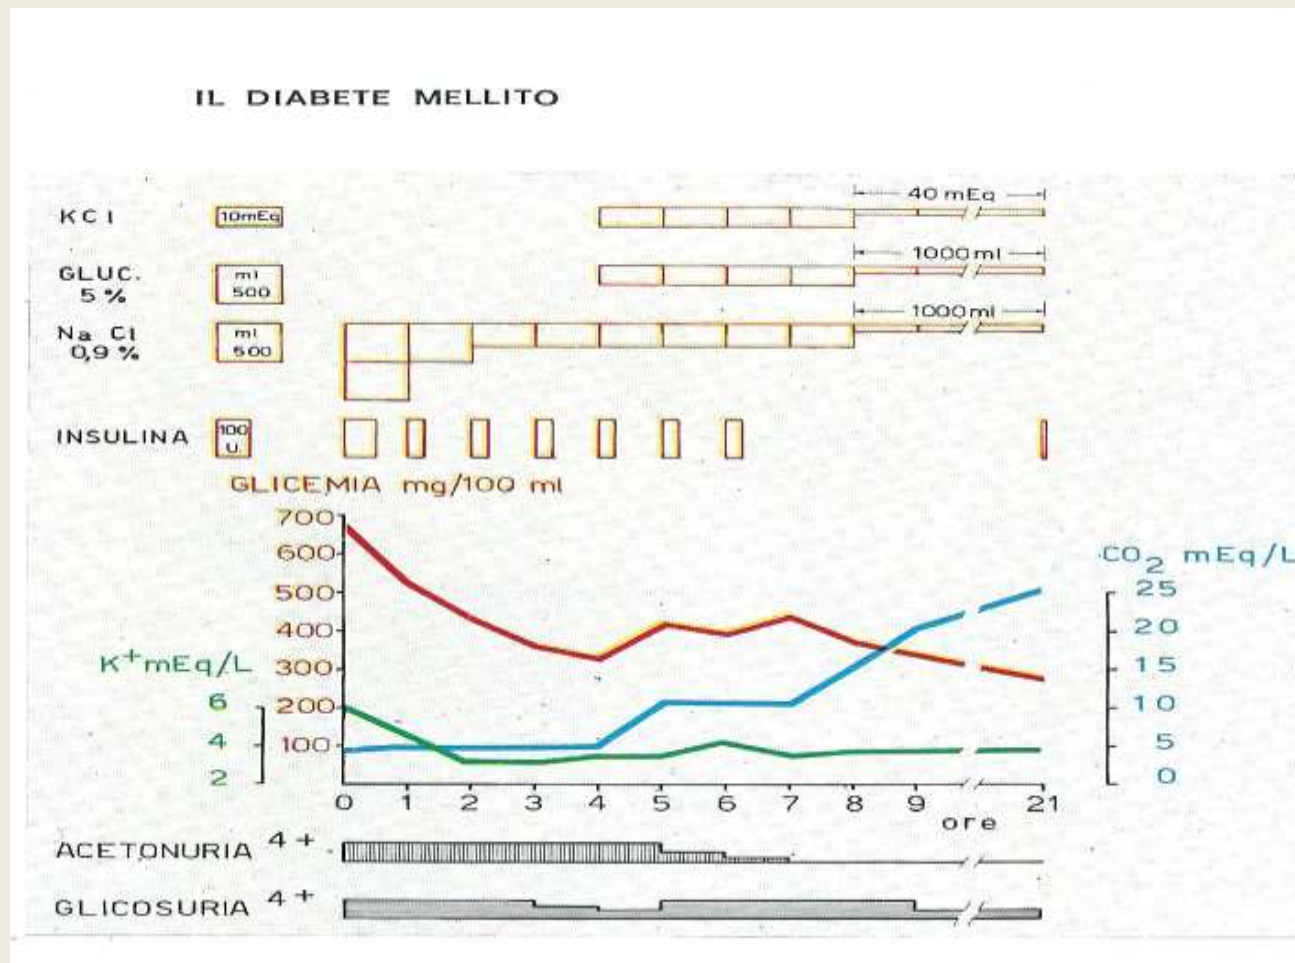 IL DIABETE MELLITO
KCl 10mEq 40 mEq
GLUC. 5 % ml 500 1000 ml
Na Cl 0,9 % ml 500 1000 ml
INSULINA 100 U.
GLICEMIA mg/100 ml
700
600
500
400
300
200
100
K+ mEq/L
6
4
2
CO2 mEq/L
25
20
15
10
5
0
0 1 2 3 4 5 6 7 8 9 21
ore
ACETONURIA 4+
GLICOSURIA 4+